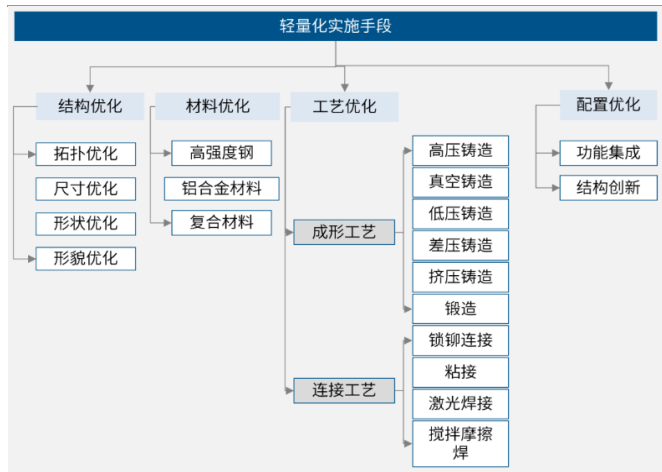 轻量化实施手段
结构优化
拓扑优化
尺寸优化
形状优化
形貌优化
材料优化
高强度钢
铝合金材料
复合材料
工艺优化
成形工艺
高压铸造
真空铸造
低压铸造
差压铸造
挤压铸造
锻造
连接工艺
锁铆连接
粘接
激光焊接
搅拌摩擦
焊
配置优化
功能集成
结构创新